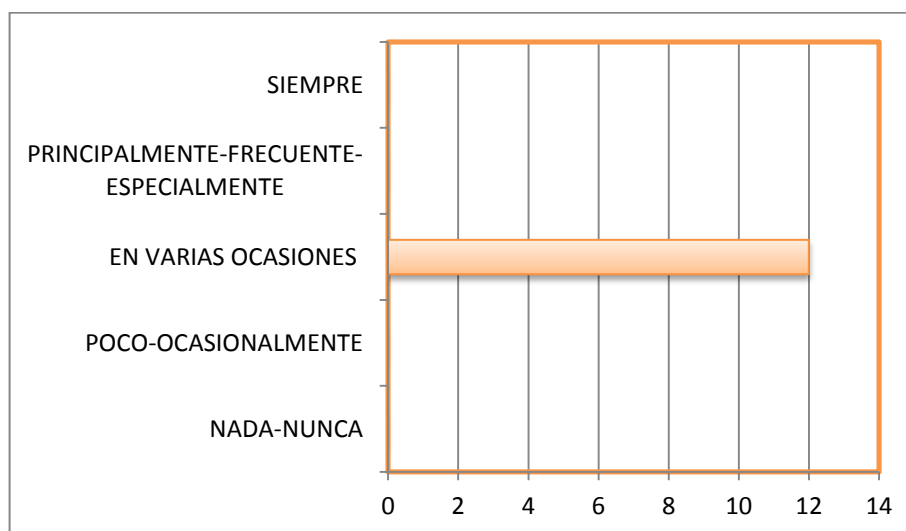 SIEMPRE
PRINCIPALMENTE-FRECUENTE-
ESPECIALMENTE
EN VARIAS OCASIONES
POCO-OCASIONALMENTE
NADA-NUNCA
0 2 4 6 8 10 12 14